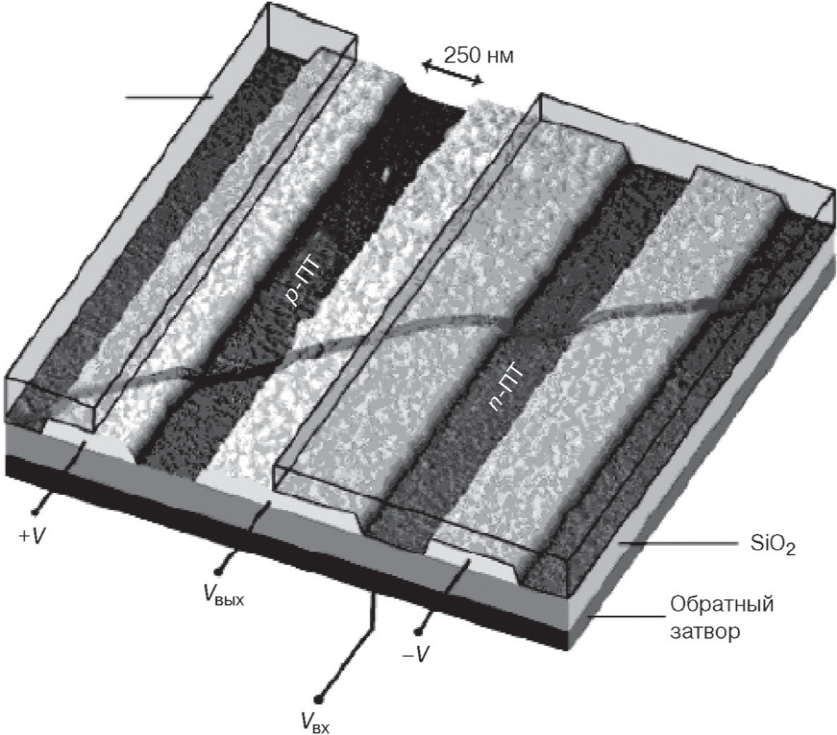 250 нм
p-ПТ
n-ПТ
+V
Vвых
SiO₂
Обратный
затвор
–V
Vвх